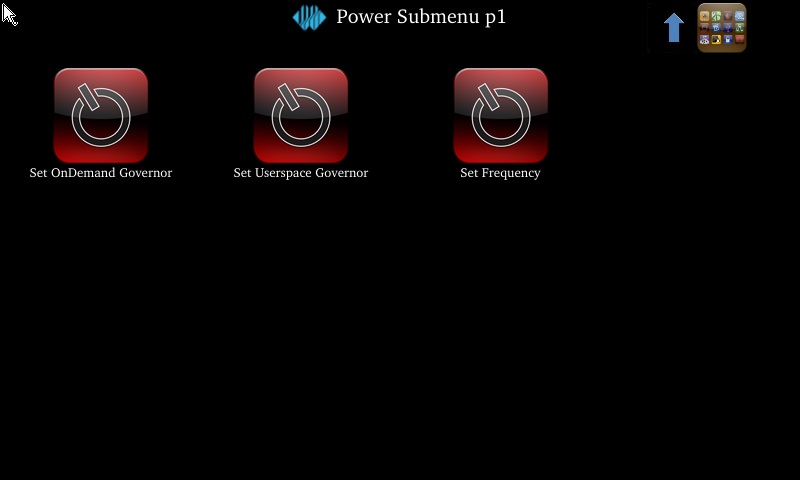 Power Submenu p1
Set OnDemand Governor
Set Userspace Governor
Set Frequency